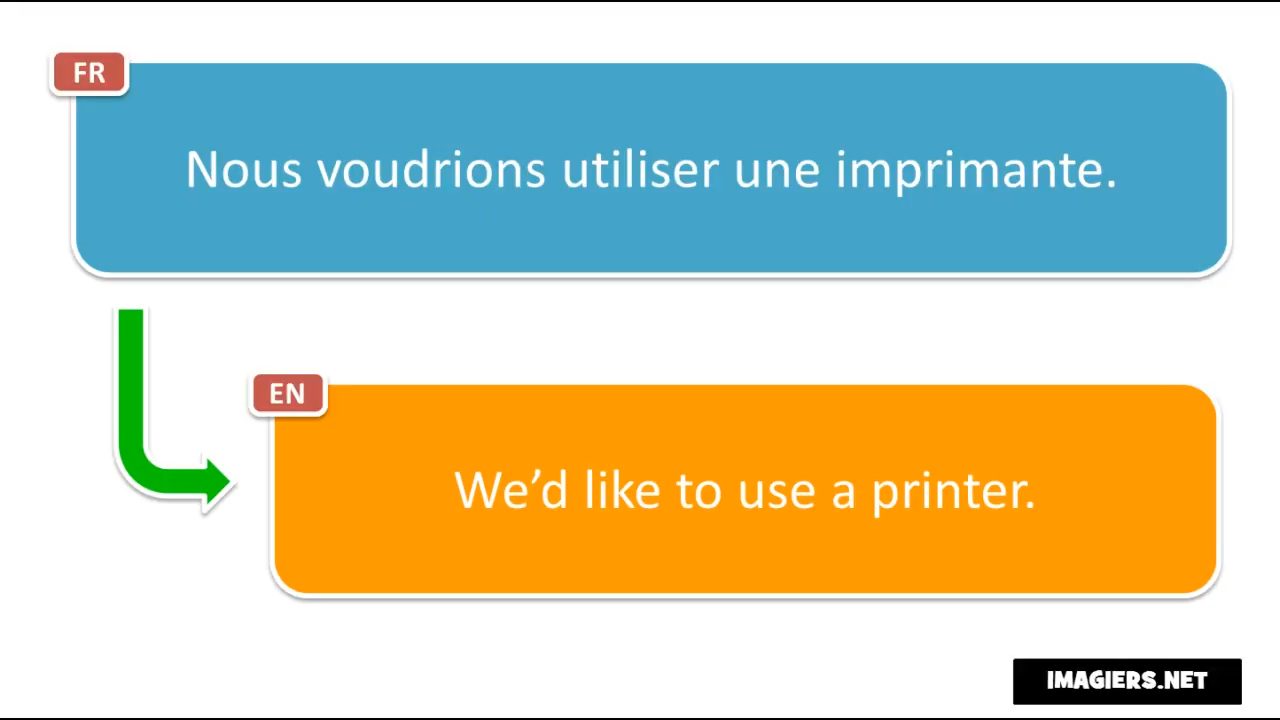 FR
Nous voudrions utiliser une imprimante.
EN
We’d like to use a printer.
IMAGIERS.NET